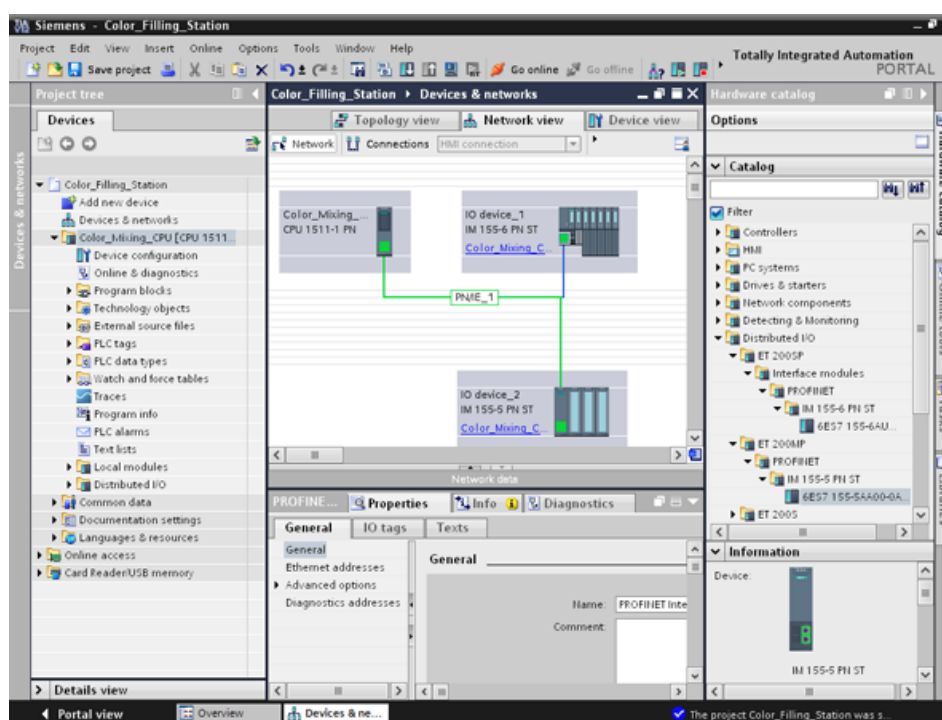 Siemens - Color_Filling_Station
Project Edit View Insert Online Options Tools Window Help
Totally Integrated Automation
PORTAL
Save project
Go online
Go offline
Project tree
Devices
Devices & networks
Color_Filling_Station
Add new device
Devices & networks
Color_Mixing_CPU [CPU 1511...
Device configuration
Online & diagnostics
Program blocks
Technology objects
External source files
PLC tags
PLC data types
Watch and force tables
Traces
Program info
PLC alarms
Text lists
Local modules
Distributed I/O
Common data
Documentation settings
Languages & resources
Online access
Card Reader/USB memory
Details view
Color_Filling_Station Devices & networks
Topology view Network view Device view
Network Connections HMI connection
Color_Mixing_...
CPU 1511-1 PN
IO device_1
IM 155-6 PN ST
Color_Mixing_C...
PN/IE_1
IO device_2
IM 155-5 PN ST
Color_Mixing_C...
Network data
PROFINE... Properties Info Diagnostics
General IO tags Texts
General
Ethernet addresses
Advanced options
Diagnostics addresses
General
Name: PROFINET Inte
Comment:
Hardware catalog
Options
Catalog
Filter
Controllers
HMI
PC systems
Drives & starters
Network components
Detecting & Monitoring
Distributed I/O
ET 200SP
Interface modules
PROFINET
IM 155-6 PN ST
6ES7 155-6AU...
ET 200MP
PROFINET
IM 155-5 PN ST
6ES7 155-5AA00-0A...
ET 200S
Information
Device:
IM 155-5 PN ST
Portal view Overview Devices & ne...
The project Color_Filling_Station was s...